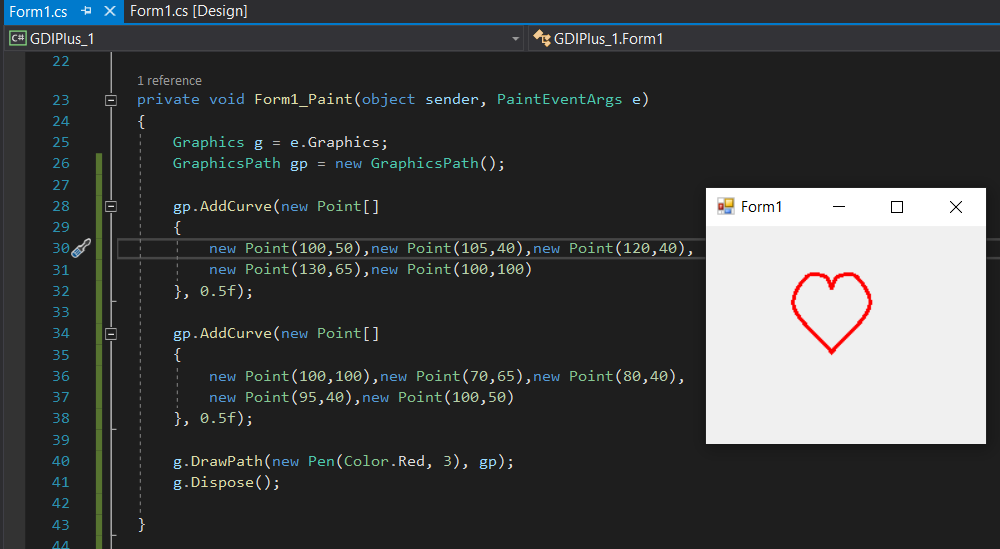 Form1.cs Form1.cs [Design]
C# GDIPlus_1 GDIPlus_1.Form1
22
1 reference
23 private void Form1_Paint(object sender, PaintEventArgs e)
24 {
25 Graphics g = e.Graphics;
26 GraphicsPath gp = new GraphicsPath();
27
28 gp.AddCurve(new Point[]
29 {
30 new Point(100,50),new Point(105,40),new Point(120,40),
31 new Point(130,65),new Point(100,100)
32 }, 0.5f);
33
34 gp.AddCurve(new Point[]
35 {
36 new Point(100,100),new Point(70,65),new Point(80,40),
37 new Point(95,40),new Point(100,50)
38 }, 0.5f);
39
40 g.DrawPath(new Pen(Color.Red, 3), gp);
41 g.Dispose();
42
43 }
44
Form1